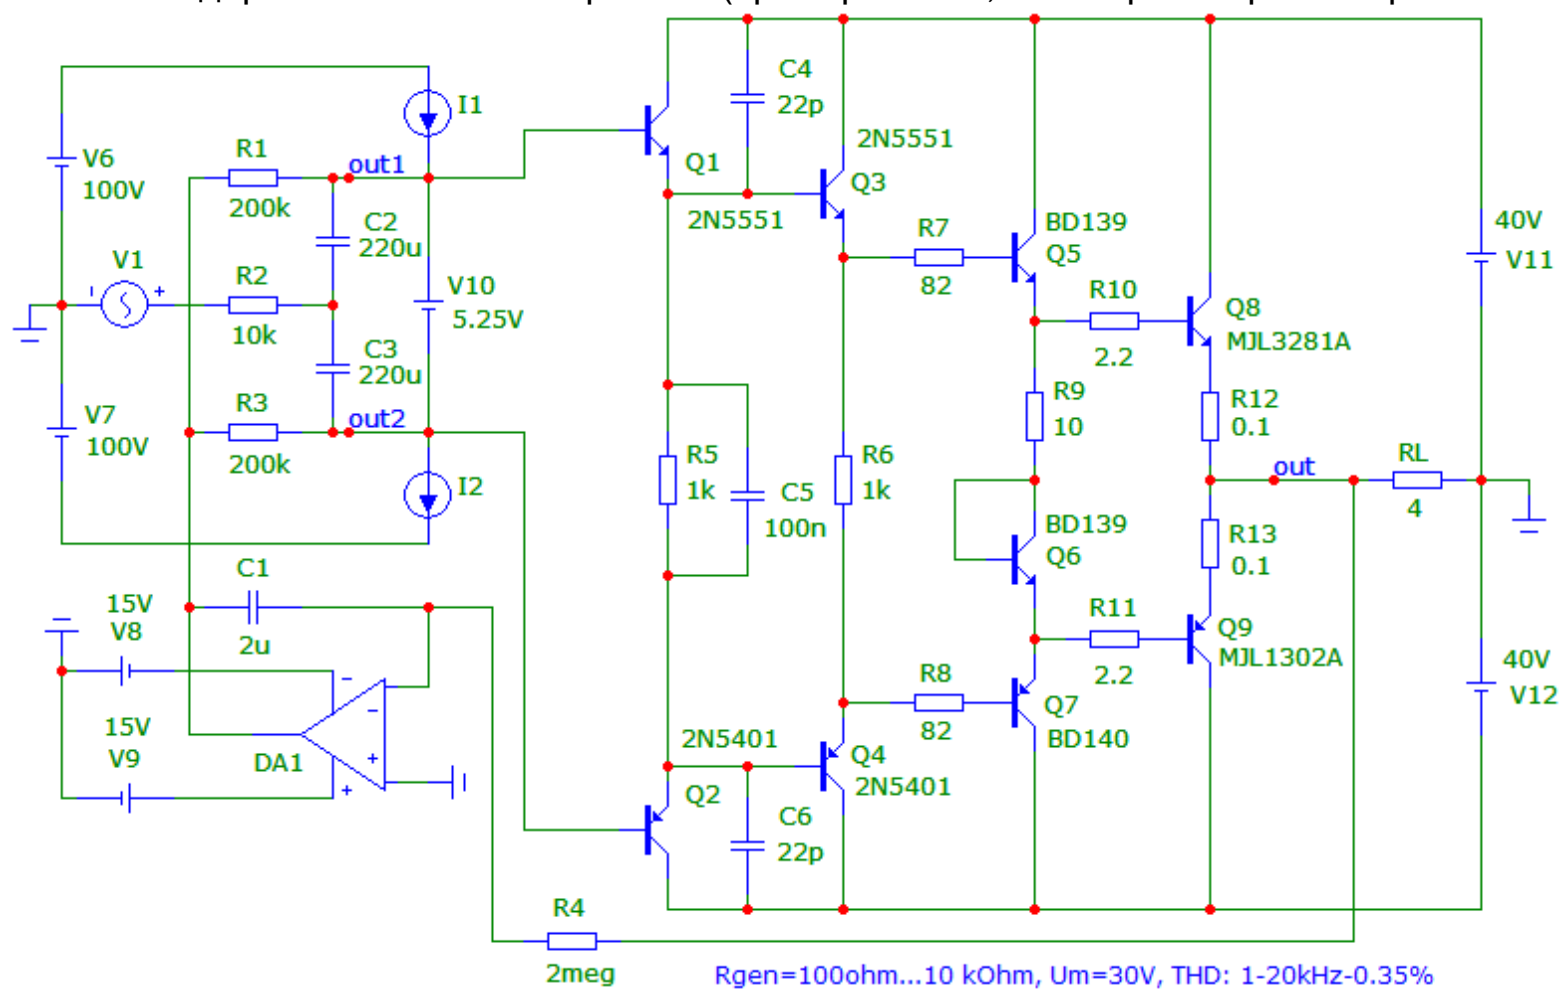 C4
22p
I1
2N5551
Q1
Q3
2N5551
V6
100V
R1
out1
200k
C2
220u
R7
82
BD139
Q5
40V
V11
V1
R2
10k
V10
5.25V
R10
2.2
Q8
MJL3281A
C3
220u
V7
100V
R3
out2
200k
R9
10
R12
0.1
R5
1k
C5
100n
R6
1k
out
RL
4
I2
BD139
Q6
R13
0.1
C1
2u
15V
V8
R11
2.2
Q9
MJL1302A
40V
V12
R8
82
Q7
BD140
15V
V9
DA1
2N5401
Q4
2N5401
Q2
C6
22p
R4
2meg
Rgen=100ohm...10 kOhm, Um=30V, THD: 1-20kHz-0.35%